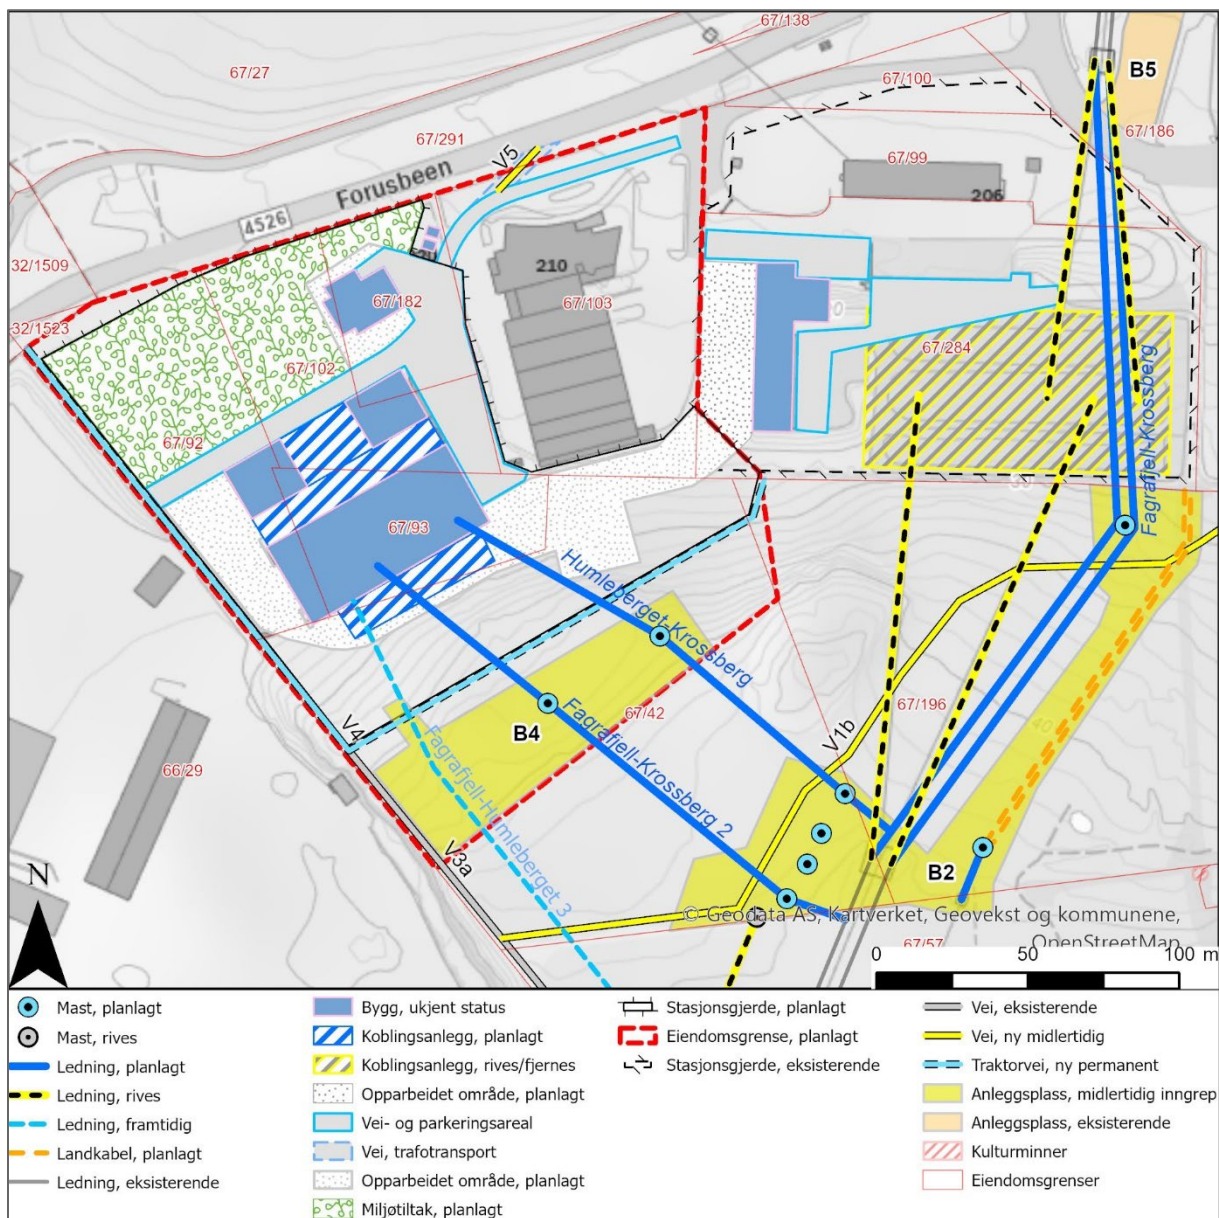 67/138
67/27
B5
67/100
67/186
67/291
V5
67/99
Forusbeen
206
4526
32/1509
210
67/182
67/103
32/1523
67/284
67/102
Fagrafjell-Krossberg
67/92
67/93
Humleberget-Krossberg
67/196
67/42
V4
B4
V1b
Fagrafjell-Krossberg 2
Fagrafjell-Humleberget 3
66/29
40
V3a
B2
N
© Geodata AS, Kartverket, Geovekst og kommunene,
OpenStreetMap
67/57
0 50 100 m
Mast, planlagt
Mast, rives
Ledning, planlagt
Ledning, rives
Ledning, framtidig
Landkabel, planlagt
Ledning, eksisterende
Bygg, ukjent status
Koblingsanlegg, planlagt
Koblingsanlegg, rives/fjernes
Opparbeidet område, planlagt
Vei- og parkeringsareal
Vei, trafotransport
Opparbeidet område, planlagt
Miljøtiltak, planlagt
Stasjonsgjerde, planlagt
Eiendomsgrense, planlagt
Stasjonsgjerde, eksisterende
Vei, eksisterende
Vei, ny midlertidig
Traktorvei, ny permanent
Anleggsplass, midlertidig inngrep
Anleggsplass, eksisterende
Kulturminner
Eiendomsgrenser